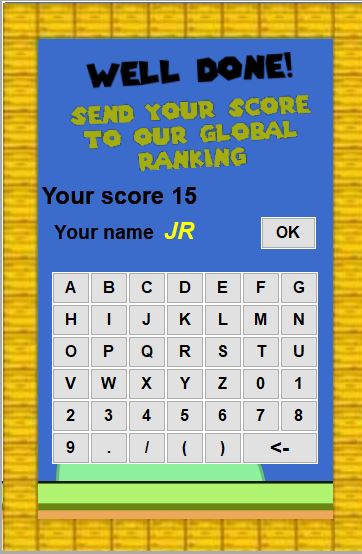 WELL DONE!
SEND YOUR SCORE
TO OUR GLOBAL
RANKING
Your score 15
Your name JR OK
A B C D E F G
H I J K L M N
O P Q R S T U
V W X Y Z 0 1
2 3 4 5 6 7 8
9 . / ( ) <-